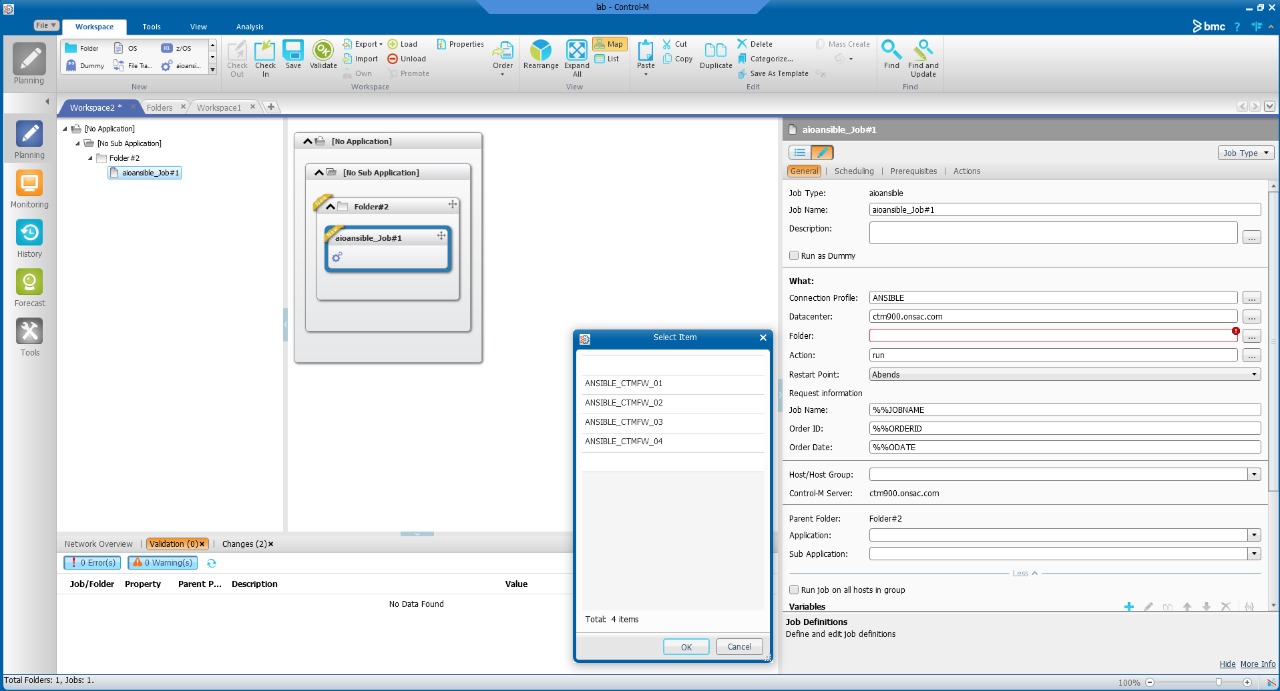 lab - Control-M
File
Workspace
Tools
View
Analysis
bmc
Planning
Folder
OS
z/OS
Dummy
File Tra...
aioansi...
New
Check Out
Check In
Save
Validate
Export
Import
Own
Load
Unload
Promote
Properties
Order
Workspace
Rearrange
Expand All
Map
List
View
Paste
Cut
Copy
Duplicate
Delete
Categorize...
Save As Template
Mass Create
Edit
Find
Find and Update
Find
Workspace2 *
Folders
Workspace1
Planning
Monitoring
History
Forecast
Tools
[No Application]
[No Sub Application]
Folder#2
aioansible_Job#1
[No Application]
[No Sub Application]
Folder#2
aioansible_Job#1
Select Item
ANSIBLE_CTMFW_01
ANSIBLE_CTMFW_02
ANSIBLE_CTMFW_03
ANSIBLE_CTMFW_04
Total: 4 items
OK
Cancel
Network Overview
Validation (0)
Changes (2)
0 Error(s)
0 Warning(s)
Job/Folder Property Parent P... Description Value
No Data Found
aioansible_Job#1
Job Type
General
Scheduling
Prerequisites
Actions
Job Type: aioansible
Job Name: aioansible_Job#1
Description:
...
Run as Dummy
What:
Connection Profile: ANSIBLE ...
Datacenter: ctm900.onsac.com ...
Folder: ...
Action: run ...
Restart Point: Abends
Request information
Job Name: %%JOBNAME
Order ID: %%ORDERID
Order Date: %%ODATE
Host/Host Group:
Control-M Server: ctm900.onsac.com
Parent Folder: Folder#2
Application:
Sub Application:
Less
Run job on all hosts in group
Variables
Job Definitions
Define and edit job definitions
Hide More Info
Total Folders: 1, Jobs: 1.
100%